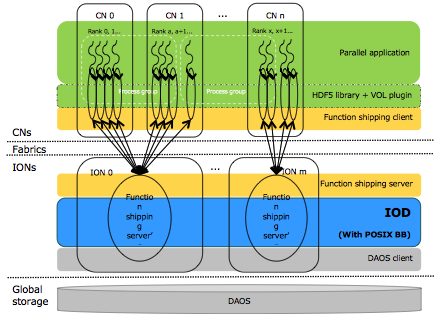 CN 0
CN 1
...
CN n
Rank 0, 1...
Rank a, a+1...
Rank x, x+1...
Parallel application
Process group
Process group
HDF5 library + VOL plugin
Function shipping client
CNs
Fabrics
IONs
ION 0
...
ION m
Function shipping server
Functio
n
shippin
g
server
Functio
n
shippin
g
server
IOD
(With POSIX BB)
DAOS client
Global
storage
DAOS